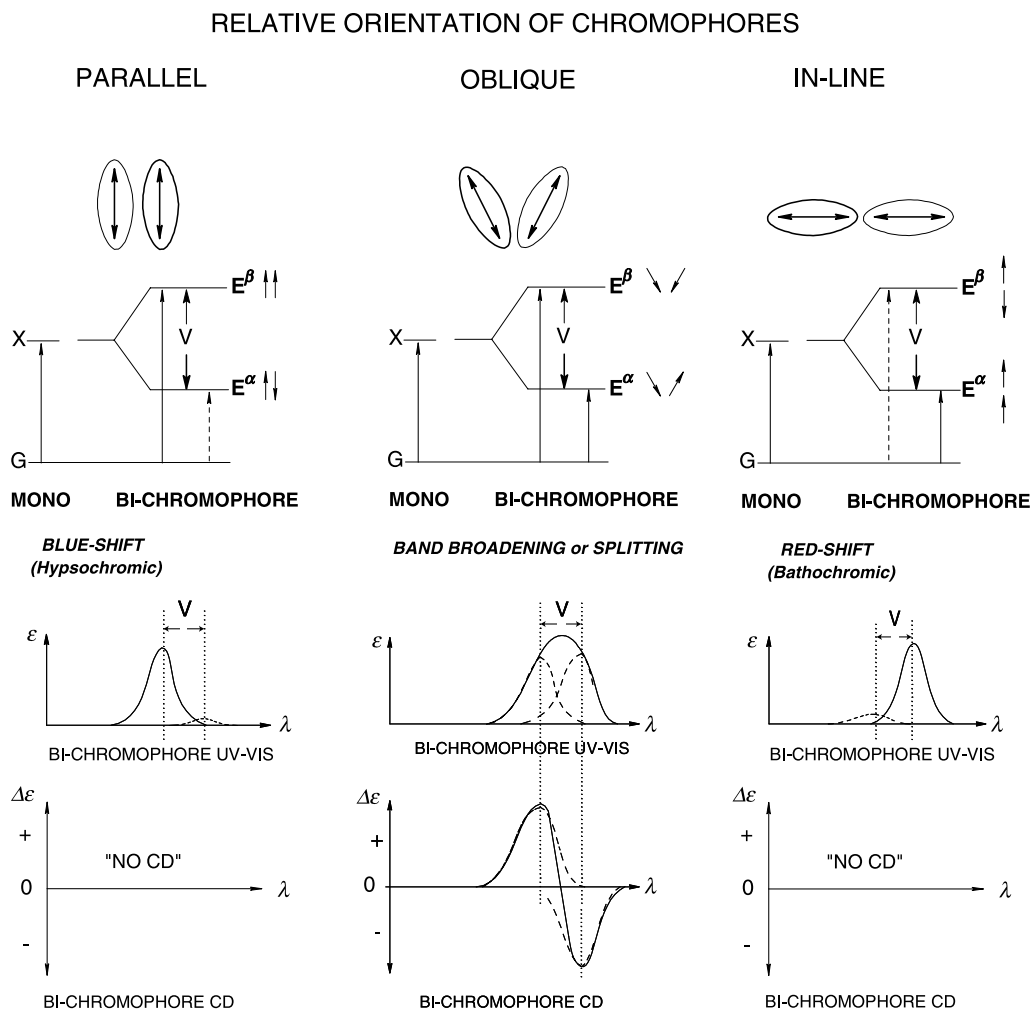 RELATIVE ORIENTATION OF CHROMOPHORES
PARALLEL
OBLIQUE
IN-LINE
E^β
X
V
E^α
G
MONO BI-CHROMOPHORE
E^β
X
V
E^α
G
MONO BI-CHROMOPHORE
E^β
X
V
E^α
G
MONO BI-CHROMOPHORE
BLUE-SHIFT
(Hypsochromic)
BAND BROADENING or SPLITTING
RED-SHIFT
(Bathochromic)
V
ε
λ
BI-CHROMOPHORE UV-VIS
V
ε
λ
BI-CHROMOPHORE UV-VIS
V
ε
λ
BI-CHROMOPHORE UV-VIS
Δε
+
"NO CD"
0
λ
-
BI-CHROMOPHORE CD
Δε
+
0
λ
-
BI-CHROMOPHORE CD
Δε
+
"NO CD"
0
λ
-
BI-CHROMOPHORE CD